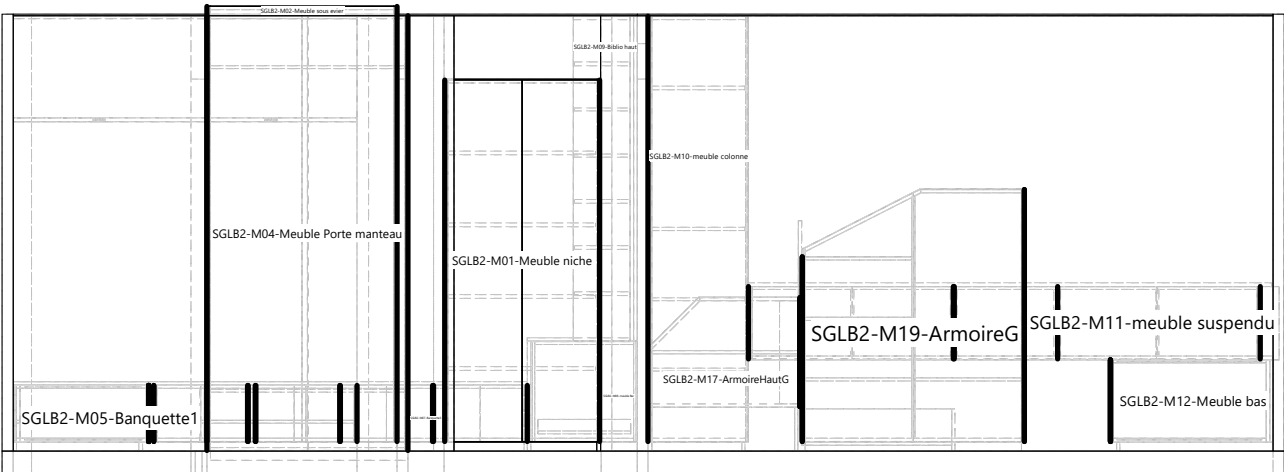 SGLB2-M02-Meuble sous evier
SGLB2-M09-Biblio haut
SGLB2-M10-meuble colonne
SGLB2-M04-Meuble Porte manteau
SGLB2-M01-Meuble niche
SGLB2-M19-ArmoireG
SGLB2-M11-meuble suspendu
SGLB2-M17-ArmoireHautG
SGLB2-M12-Meuble bas
SGLB2-M05-Banquette1